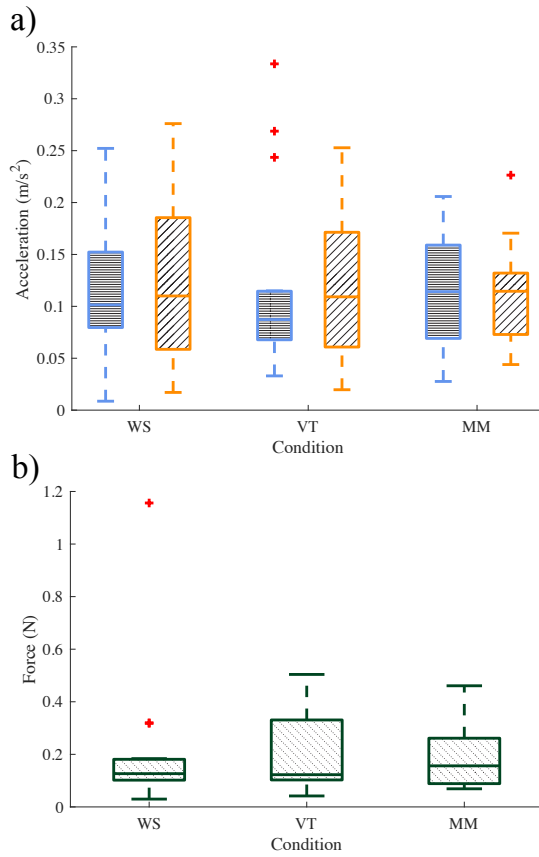 a)
0.35
0.3
0.25
0.2
0.15
0.1
0.05
0
Acceleration (m/s²)
WS VT MM
Condition
b)
1.2
1
0.8
0.6
0.4
0.2
0
Force (N)
WS VT MM
Condition